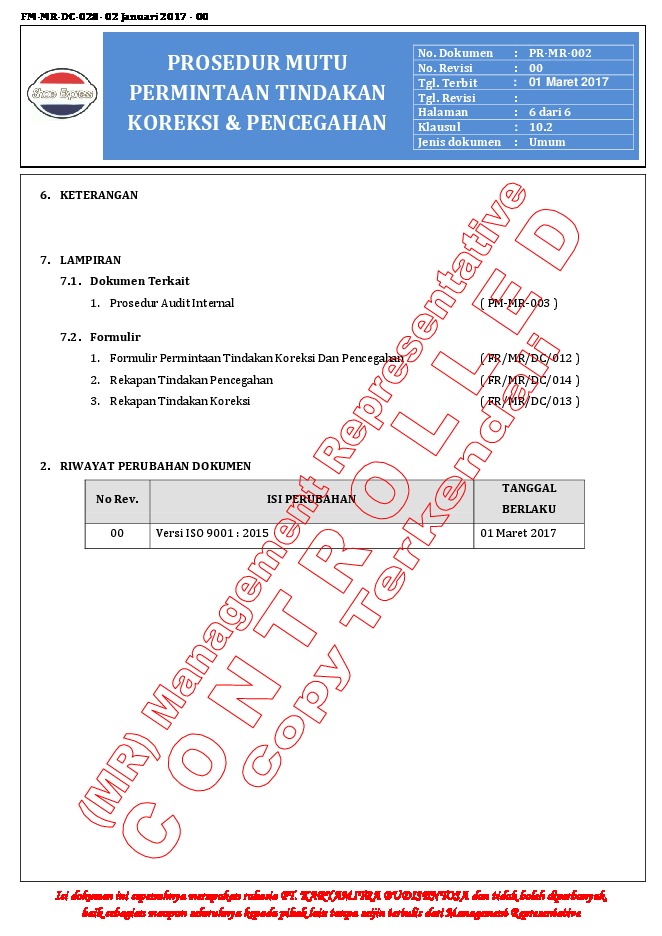 FM-MR-DC-028- 02 Januari 2017 - 00
Shoe Express
PROSEDUR MUTU
PERMINTAAN TINDAKAN
KOREKSI & PENCEGAHAN
No. Dokumen : PR-MR-002
No. Revisi : 00
Tgl. Terbit : 01 Maret 2017
Tgl. Revisi :
Halaman : 6 dari 6
Klausul : 10.2
Jenis dokumen : Umum
6. KETERANGAN
7. LAMPIRAN
7.1. Dokumen Terkait
1. Prosedur Audit Internal ( PM-MR-003 )
7.2. Formulir
1. Formulir Permintaan Tindakan Koreksi Dan Pencegahan ( FR/MR/DC/012 )
2. Rekapan Tindakan Pencegahan ( FR/MR/DC/014 )
3. Rekapan Tindakan Koreksi ( FR/MR/DC/013 )
2. RIWAYAT PERUBAHAN DOKUMEN
No Rev. ISI PERUBAHAN TANGGAL BERLAKU
00 Versi ISO 9001 : 2015 01 Maret 2017
(MR) Management Representative
CONTROLLED
Copy Terkendali
Isi dokumen ini sepenuhnya merupakan rahasia PT. KARYAMITRA BUDISENTOSA dan tidak boleh diperbanyak,
baik sebagian maupun seluruhnya kepada pihak lain tanpa seijin tertulis dari Management Representative